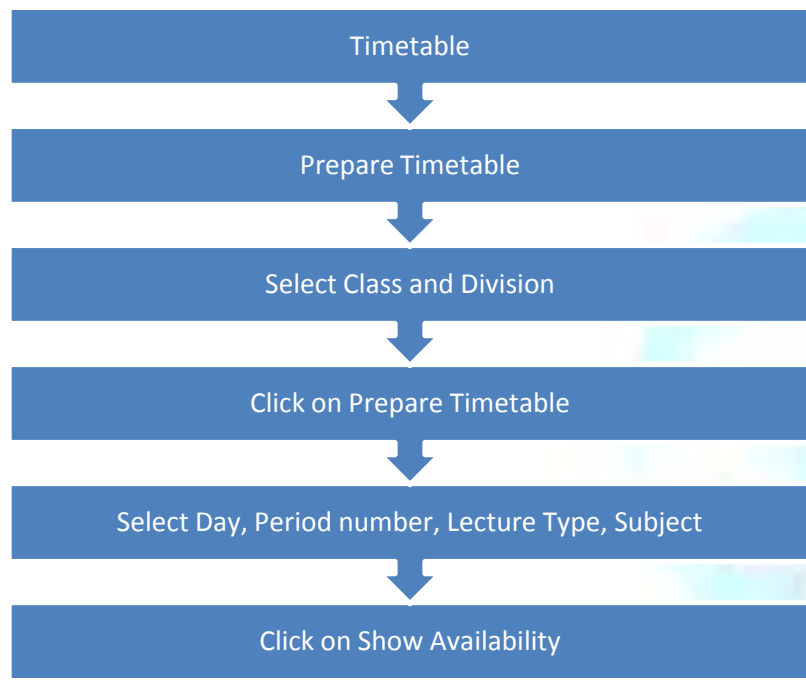 Timetable
Prepare Timetable
Select Class and Division
Click on Prepare Timetable
Select Day, Period number, Lecture Type, Subject
Click on Show Availability